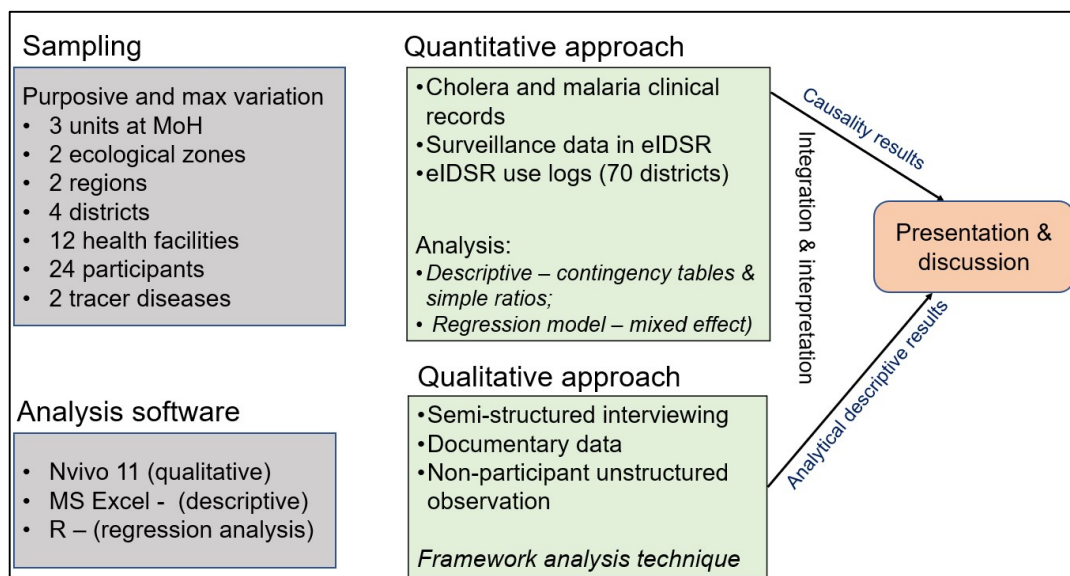 Sampling
Purposive and max variation
• 3 units at MoH
• 2 ecological zones
• 2 regions
• 4 districts
• 12 health facilities
• 24 participants
• 2 tracer diseases
Analysis software
• Nvivo 11 (qualitative)
• MS Excel - (descriptive)
• R – (regression analysis)
Quantitative approach
•Cholera and malaria clinical
records
•Surveillance data in eIDSR
•eIDSR use logs (70 districts)
Analysis:
•Descriptive – contingency tables &
simple ratios;
• Regression model – mixed effect)
Qualitative approach
•Semi-structured interviewing
•Documentary data
•Non-participant unstructured
observation
Framework analysis technique
Causality results
Integration & interpretation
Analytical descriptive results
Presentation &
discussion